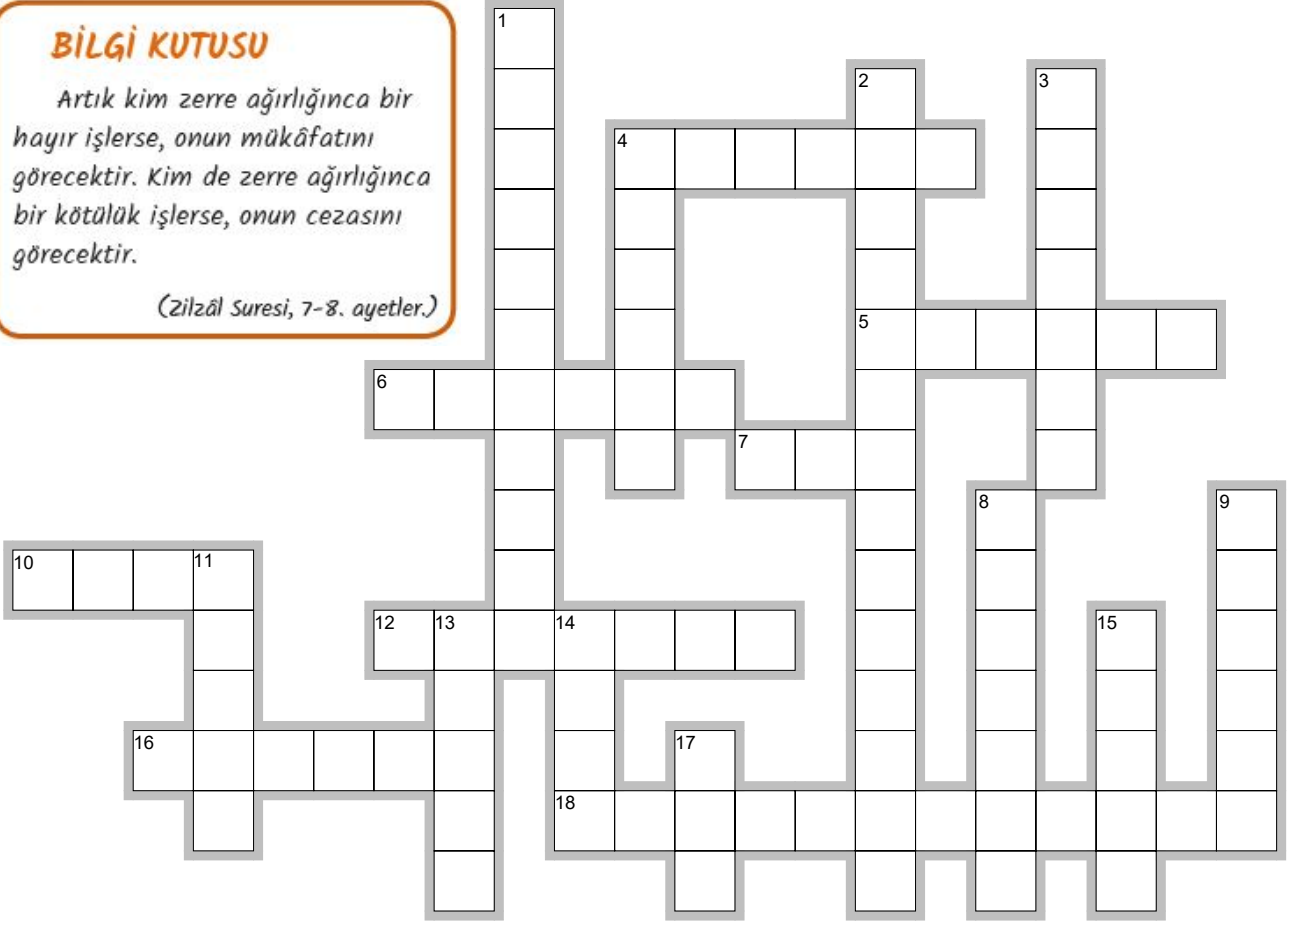 BİLGİ KUTUSU
Artık kim zerre ağırlığınca bir
hayır işlerse, onun mükâfatını
görecektir. Kim de zerre ağırlığınca
bir kötülük işlerse, onun cezasını
görecektir.
(Zilzâl Suresi, 7-8. ayetler.)
1
2
3
4
5
6
7
8
9
10
11
12
13
14
15
16
17
18